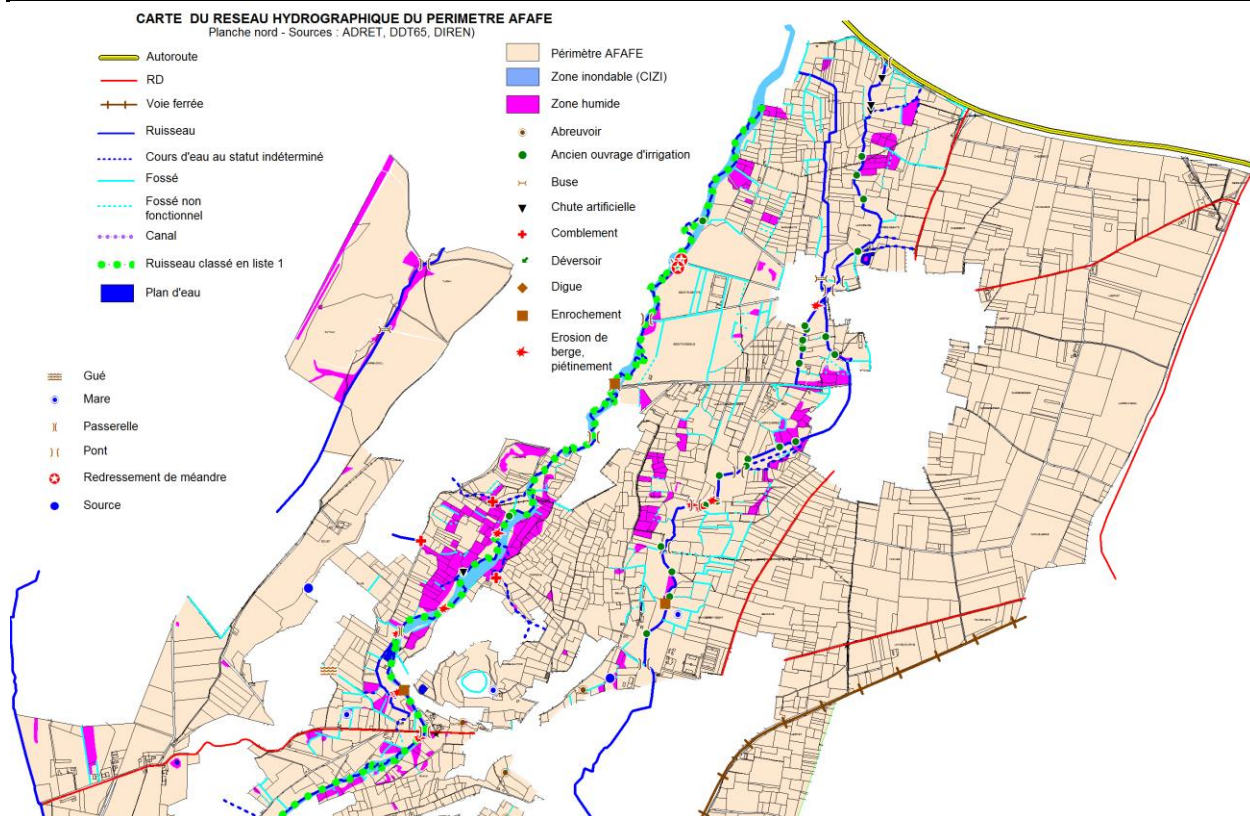 CARTE DU RESEAU HYDROGRAPHIQUE DU PERIMETRE AFAFE
Planche nord - Sources : ADRET, DDT65, DIREN)
Autoroute
RD
Voie ferrée
Ruisseau
Cours d'eau au statut indéterminé
Fossé
Fossé non
fonctionnel
Canal
Ruisseau classé en liste 1
Plan d'eau
Périmètre AFAFE
Zone inondable (CIZI)
Zone humide
Abreuvoir
Ancien ouvrage d'irrigation
Buse
Chute artificielle
Comblement
Déversoir
Digue
Enrochement
Erosion de
berge,
piétinement
Gué
Mare
Passerelle
Pont
Redressement de méandre
Source